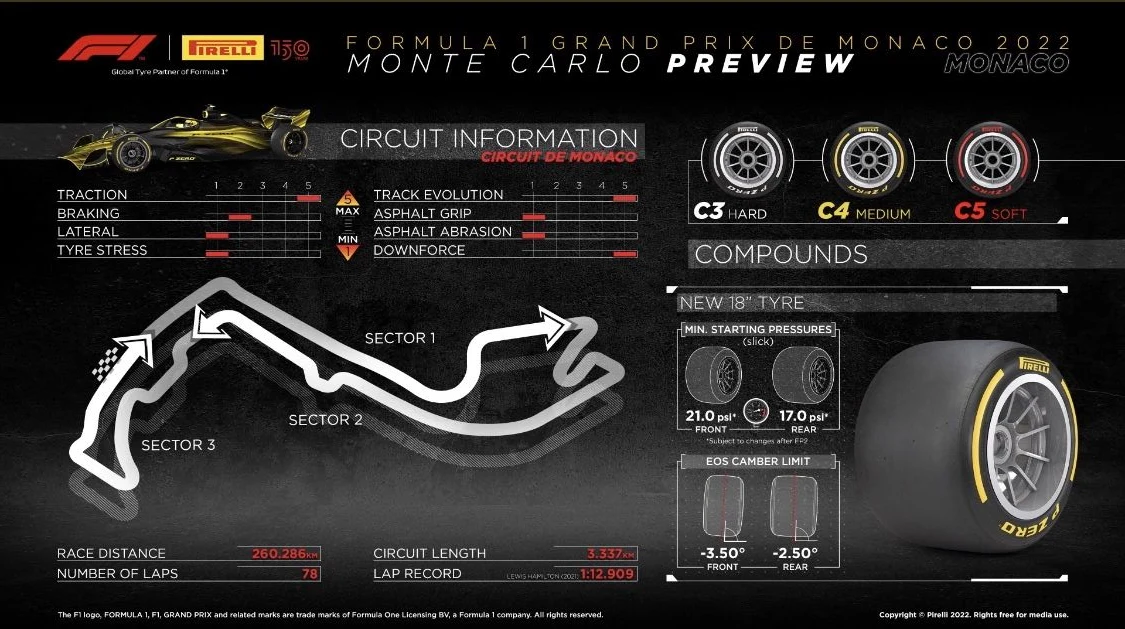 F1
PIRELLI
150
Global Tyre Partner of Formula 1®
FORMULA 1 GRAND PRIX DE MONACO 2022
MONTE CARLO PREVIEW
MONACO
CIRCUIT INFORMATION
CIRCUIT DE MONACO
1 2 3 4 5
TRACTION
BRAKING
LATERAL
TYRE STRESS
5
MAX
MIN
1
1 2 3 4 5
TRACK EVOLUTION
ASPHALT GRIP
ASPHALT ABRASION
DOWNFORCE
C3 HARD
C4 MEDIUM
C5 SOFT
COMPOUNDS
SECTOR 1
SECTOR 2
SECTOR 3
NEW 18" TYRE
MIN. STARTING PRESSURES
(slick)
21.0 psi* 17.0 psi*
FRONT REAR
*Subject to changes after FP2
EOS CAMBER LIMIT
-3.50° -2.50°
FRONT REAR
PIRELLI
P ZERO
RACE DISTANCE 260.286KM
NUMBER OF LAPS 78
CIRCUIT LENGTH 3.337KM
LAP RECORD LEWIS HAMILTON (2021) 1:12.909
The F1 logo, FORMULA 1, F1, GRAND PRIX and related marks are trade marks of Formula One Licensing BV, a Formula 1 company. All rights reserved.
Copyright © Pirelli 2022. Rights free for media use.